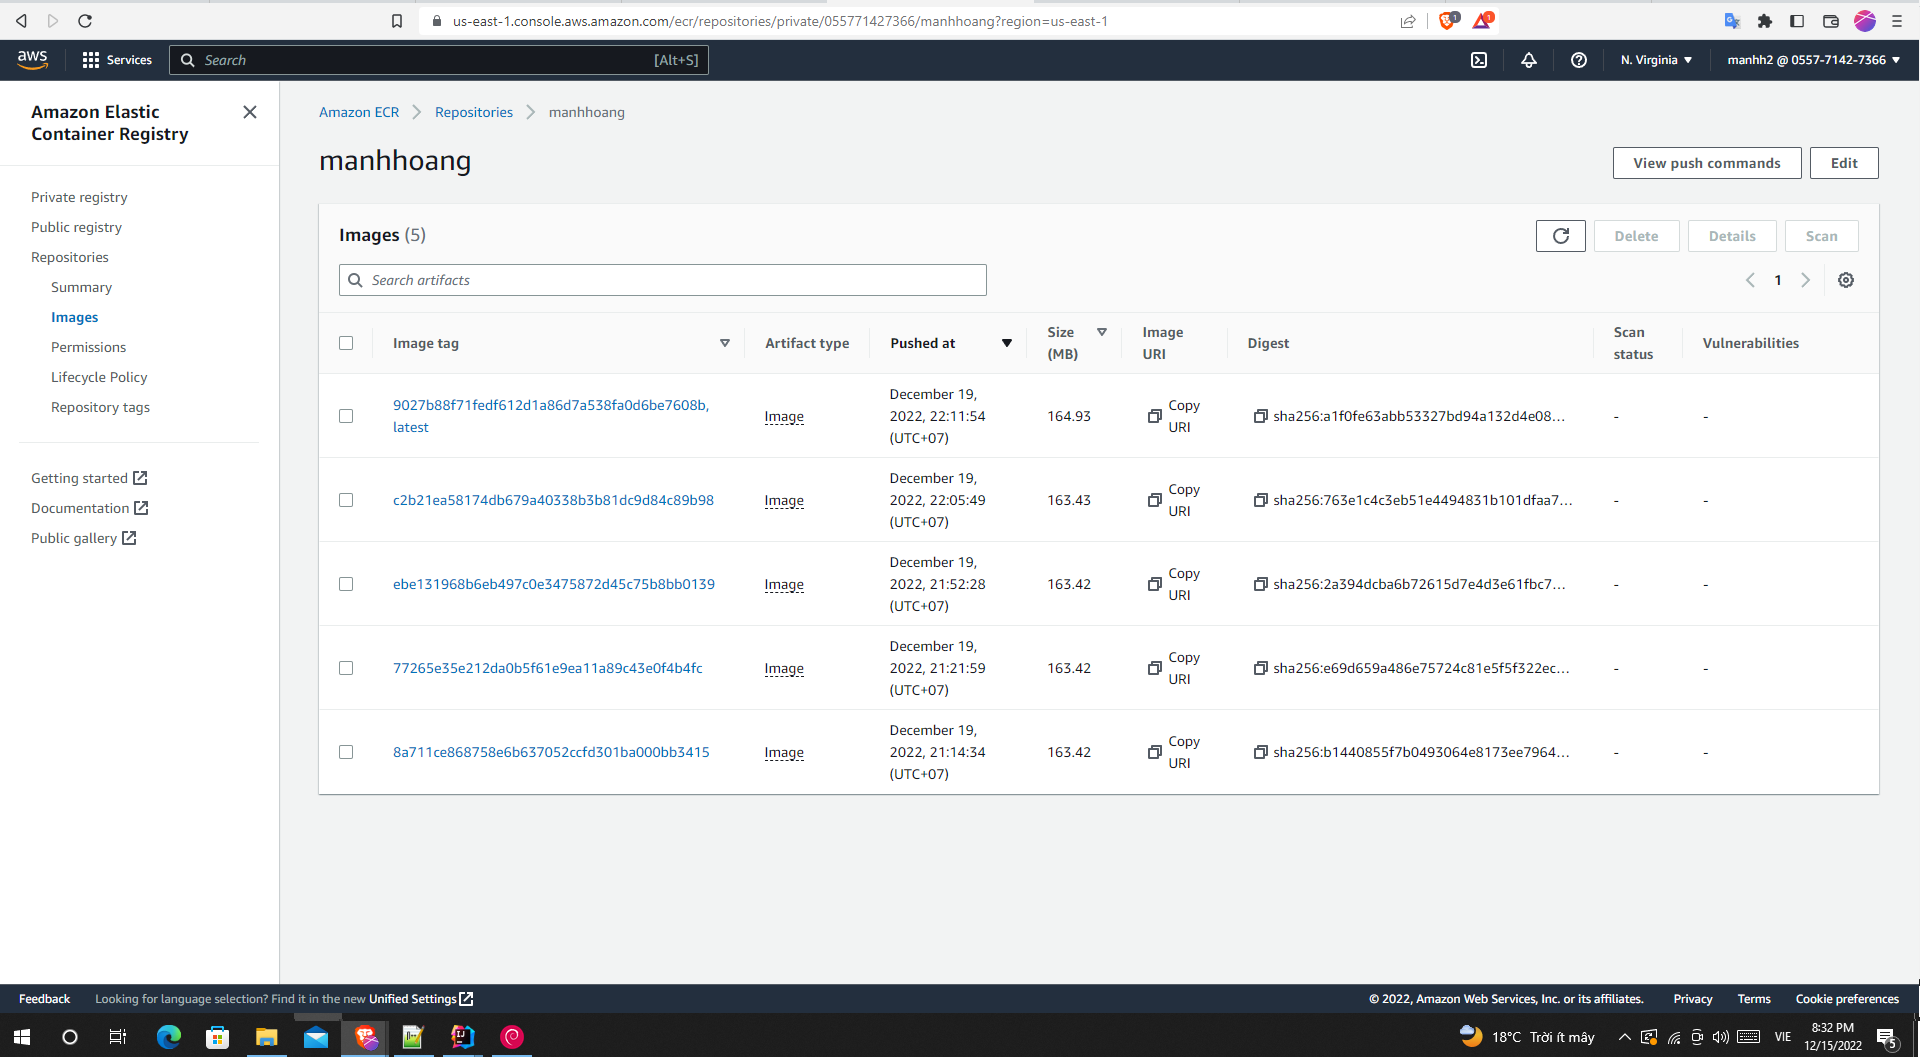 us-east-1.console.aws.amazon.com/ecr/repositories/private/055771427366/manhhoang?region=us-east-1
1
1
aws
Services
Search
[Alt+S]
N. Virginia
manhh2 @ 0557-7142-7366
Amazon Elastic
Container Registry
Private registry
Public registry
Repositories
Summary
Images
Permissions
Lifecycle Policy
Repository tags
Getting started
Documentation
Public gallery
Amazon ECR
Repositories
manhhoang
manhhoang
View push commands
Edit
Images (5)
Delete
Details
Scan
Search artifacts
1
Image tag
Artifact type
Pushed at
Size
(MB)
Image
URI
Digest
Scan
status
Vulnerabilities
9027b88f71fedf612d1a86d7a538fa0d6be7608b,
latest
Image
December 19,
2022, 22:11:54
(UTC+07)
164.93
Copy
URI
sha256:a1f0fe63abb53327bd94a132d4e08...
-
-
c2b21ea58174db679a40338b3b81dc9d84c89b98
Image
December 19,
2022, 22:05:49
(UTC+07)
163.43
Copy
URI
sha256:763e1c4c3eb51e4494831b101dfaa7...
-
-
ebe131968b6eb497c0e3475872d45c75b8bb0139
Image
December 19,
2022, 21:52:28
(UTC+07)
163.42
Copy
URI
sha256:2a394dcba6b72615d7e4d3e61fbc7...
-
-
77265e35e212da0b5f61e9ea11a89c43e0f4b4fc
Image
December 19,
2022, 21:21:59
(UTC+07)
163.42
Copy
URI
sha256:e69d659a486e75724c81e5f5f322ec...
-
-
8a711ce868758e6b637052ccfd301ba000bb3415
Image
December 19,
2022, 21:14:34
(UTC+07)
163.42
Copy
URI
sha256:b1440855f7b0493064e8173ee7964...
-
-
Feedback
Looking for language selection? Find it in the new Unified Settings
© 2022, Amazon Web Services, Inc. or its affiliates.
Privacy
Terms
Cookie preferences
18°C Trời ít mây
VIE
8:32 PM
12/15/2022
5